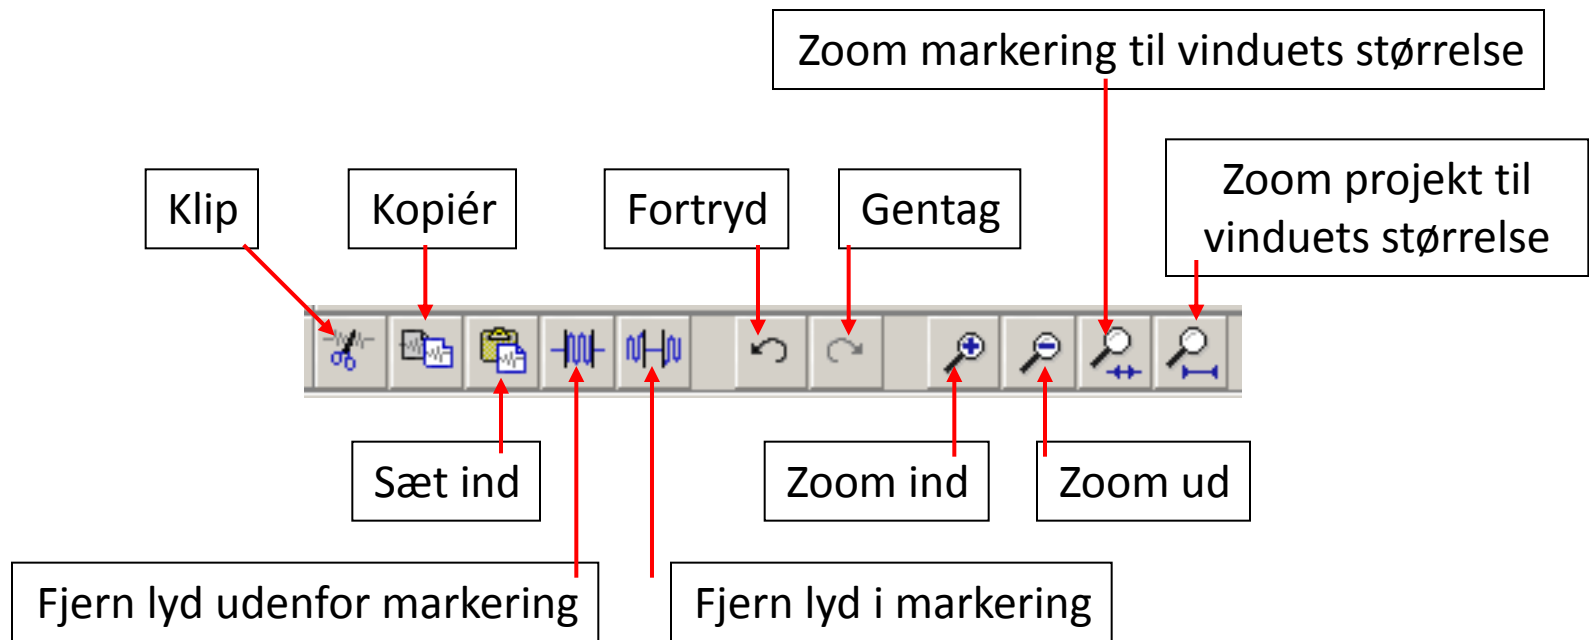 Zoom markering til vinduets størrelse
Klip
Kopiér
Fortryd
Gentag
Zoom projekt til
vinduets størrelse
Sæt ind
Zoom ind
Zoom ud
Fjern lyd udenfor markering
Fjern lyd i markering